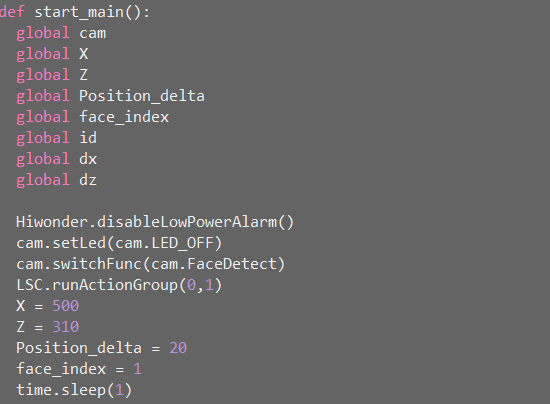 def start_main():
  global cam
  global X
  global Z
  global Position_delta
  global face_index
  global id
  global dx
  global dz

  Hiwonder.disableLowPowerAlarm()
  cam.setLed(cam.LED_OFF)
  cam.switchFunc(cam.FaceDetect)
  LSC.runActionGroup(0,1)
  X = 500
  Z = 310
  Position_delta = 20
  face_index = 1
  time.sleep(1)